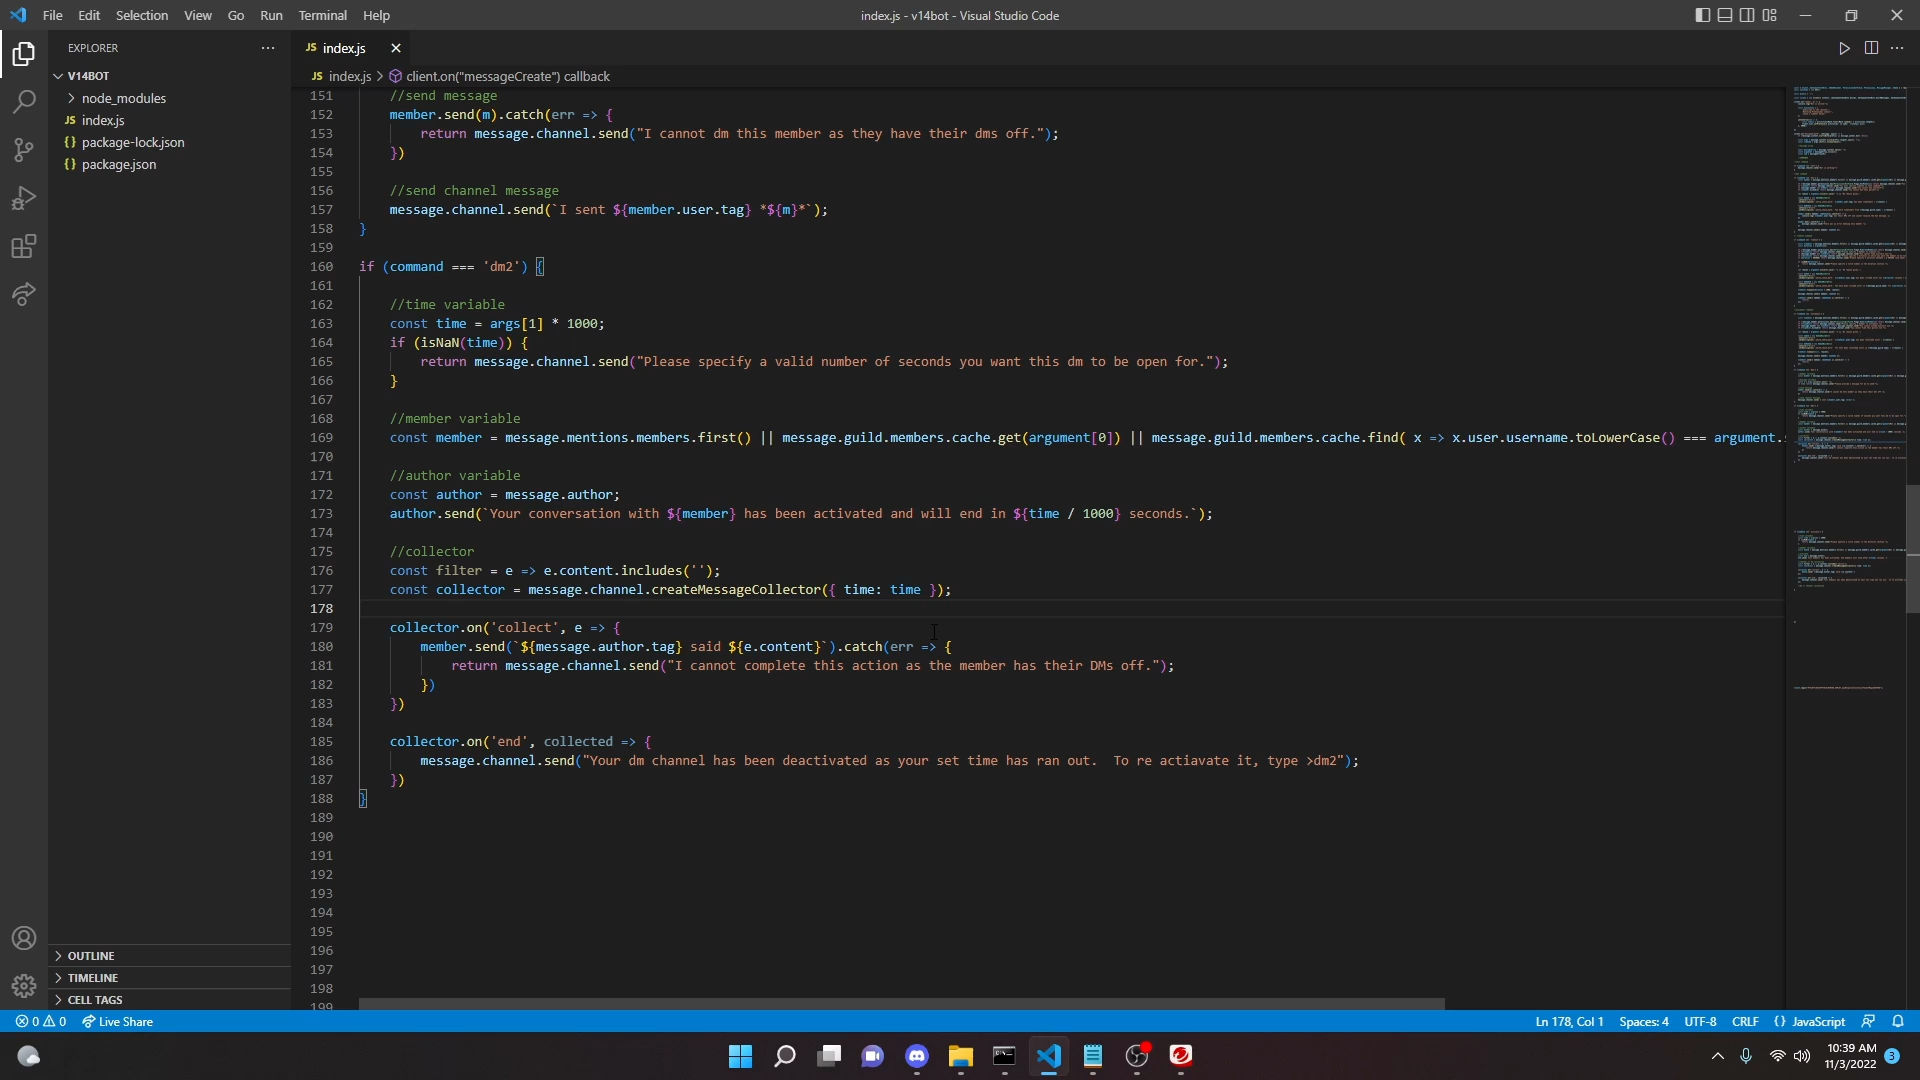 File Edit Selection View Go Run Terminal Help
index.js - v14bot - Visual Studio Code
EXPLORER
V14BOT
node_modules
JS index.js
{} package-lock.json
{} package.json
OUTLINE
TIMELINE
CELL TAGS
JS index.js
JS index.js > client.on("messageCreate") callback
151 //send message
152 member.send(m).catch(err => {
153 return message.channel.send("I cannot dm this member as they have their dms off.");
154 })
155
156 //send channel message
157 message.channel.send(`I sent ${member.user.tag} *${m}*`);
158 }
159
160 if (command === 'dm2') {
161
162 //time variable
163 const time = args[1] * 1000;
164 if (isNaN(time)) {
165 return message.channel.send("Please specify a valid number of seconds you want this dm to be open for.");
166 }
167
168 //member variable
169 const member = message.mentions.members.first() || message.guild.members.cache.get(argument[0]) || message.guild.members.cache.find( x => x.user.username.toLowerCase() === argument.
170
171 //author variable
172 const author = message.author;
173 author.send(`Your conversation with ${member} has been activated and will end in ${time / 1000} seconds.`);
174
175 //collector
176 const filter = e => e.content.includes('');
177 const collector = message.channel.createMessageCollector({ time: time });
178
179 collector.on('collect', e => {
180 member.send(`${message.author.tag} said ${e.content}`).catch(err => {
181 return message.channel.send("I cannot complete this action as the member has their DMs off.");
182 })
183 })
184
185 collector.on('end', collected => {
186 message.channel.send("Your dm channel has been deactivated as your set time has ran out.  To re actiavate it, type >dm2");
187 })
188 }
189
190
191
192
193
194
195
196
197
198
199
0 0 Live Share
Ln 178, Col 1 Spaces: 4 UTF-8 CRLF {} JavaScript
10:39 AM
11/3/2022
3